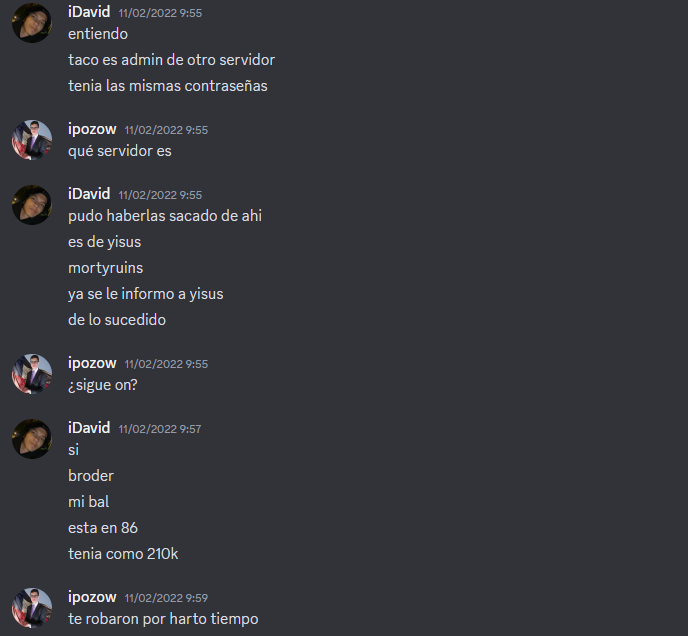 iDavid 11/02/2022 9:55
entiendo
taco es admin de otro servidor
tenia las mismas contraseñas
ipozow 11/02/2022 9:55
qué servidor es
iDavid 11/02/2022 9:55
pudo haberlas sacado de ahi
es de yisus
mortyruins
ya se le informo a yisus
de lo sucedido
ipozow 11/02/2022 9:55
¿sigue on?
iDavid 11/02/2022 9:57
si
broder
mi bal
esta en 86
tenia como 210k
ipozow 11/02/2022 9:59
te robaron por harto tiempo